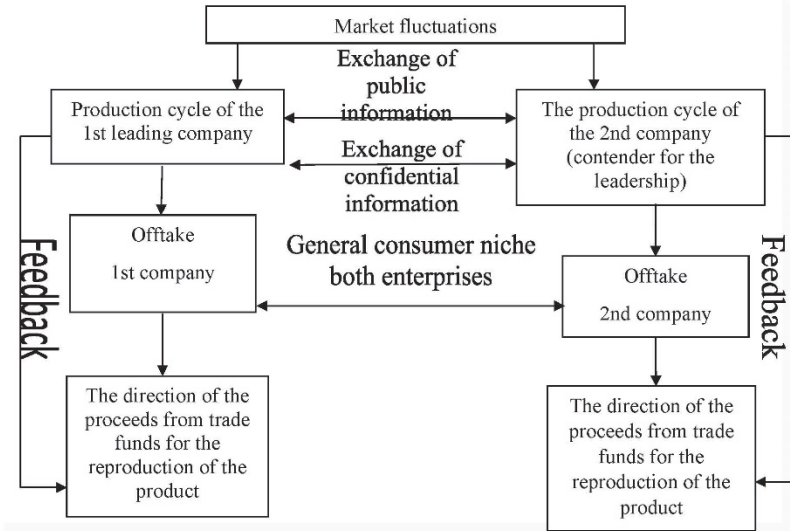 Market fluctuations
Exchange of
public
information
Production cycle of the
1st leading company
The production cycle of
the 2nd company
(contender for the
leadership)
Exchange of
confidential
information
Offtake
1st company
General consumer niche
both enterprises
Offtake
2nd company
Feedback
Feedback
The direction of the
proceeds from trade
funds for the
reproduction of the
product
The direction of the
proceeds from trade
funds for the
reproduction of the
product